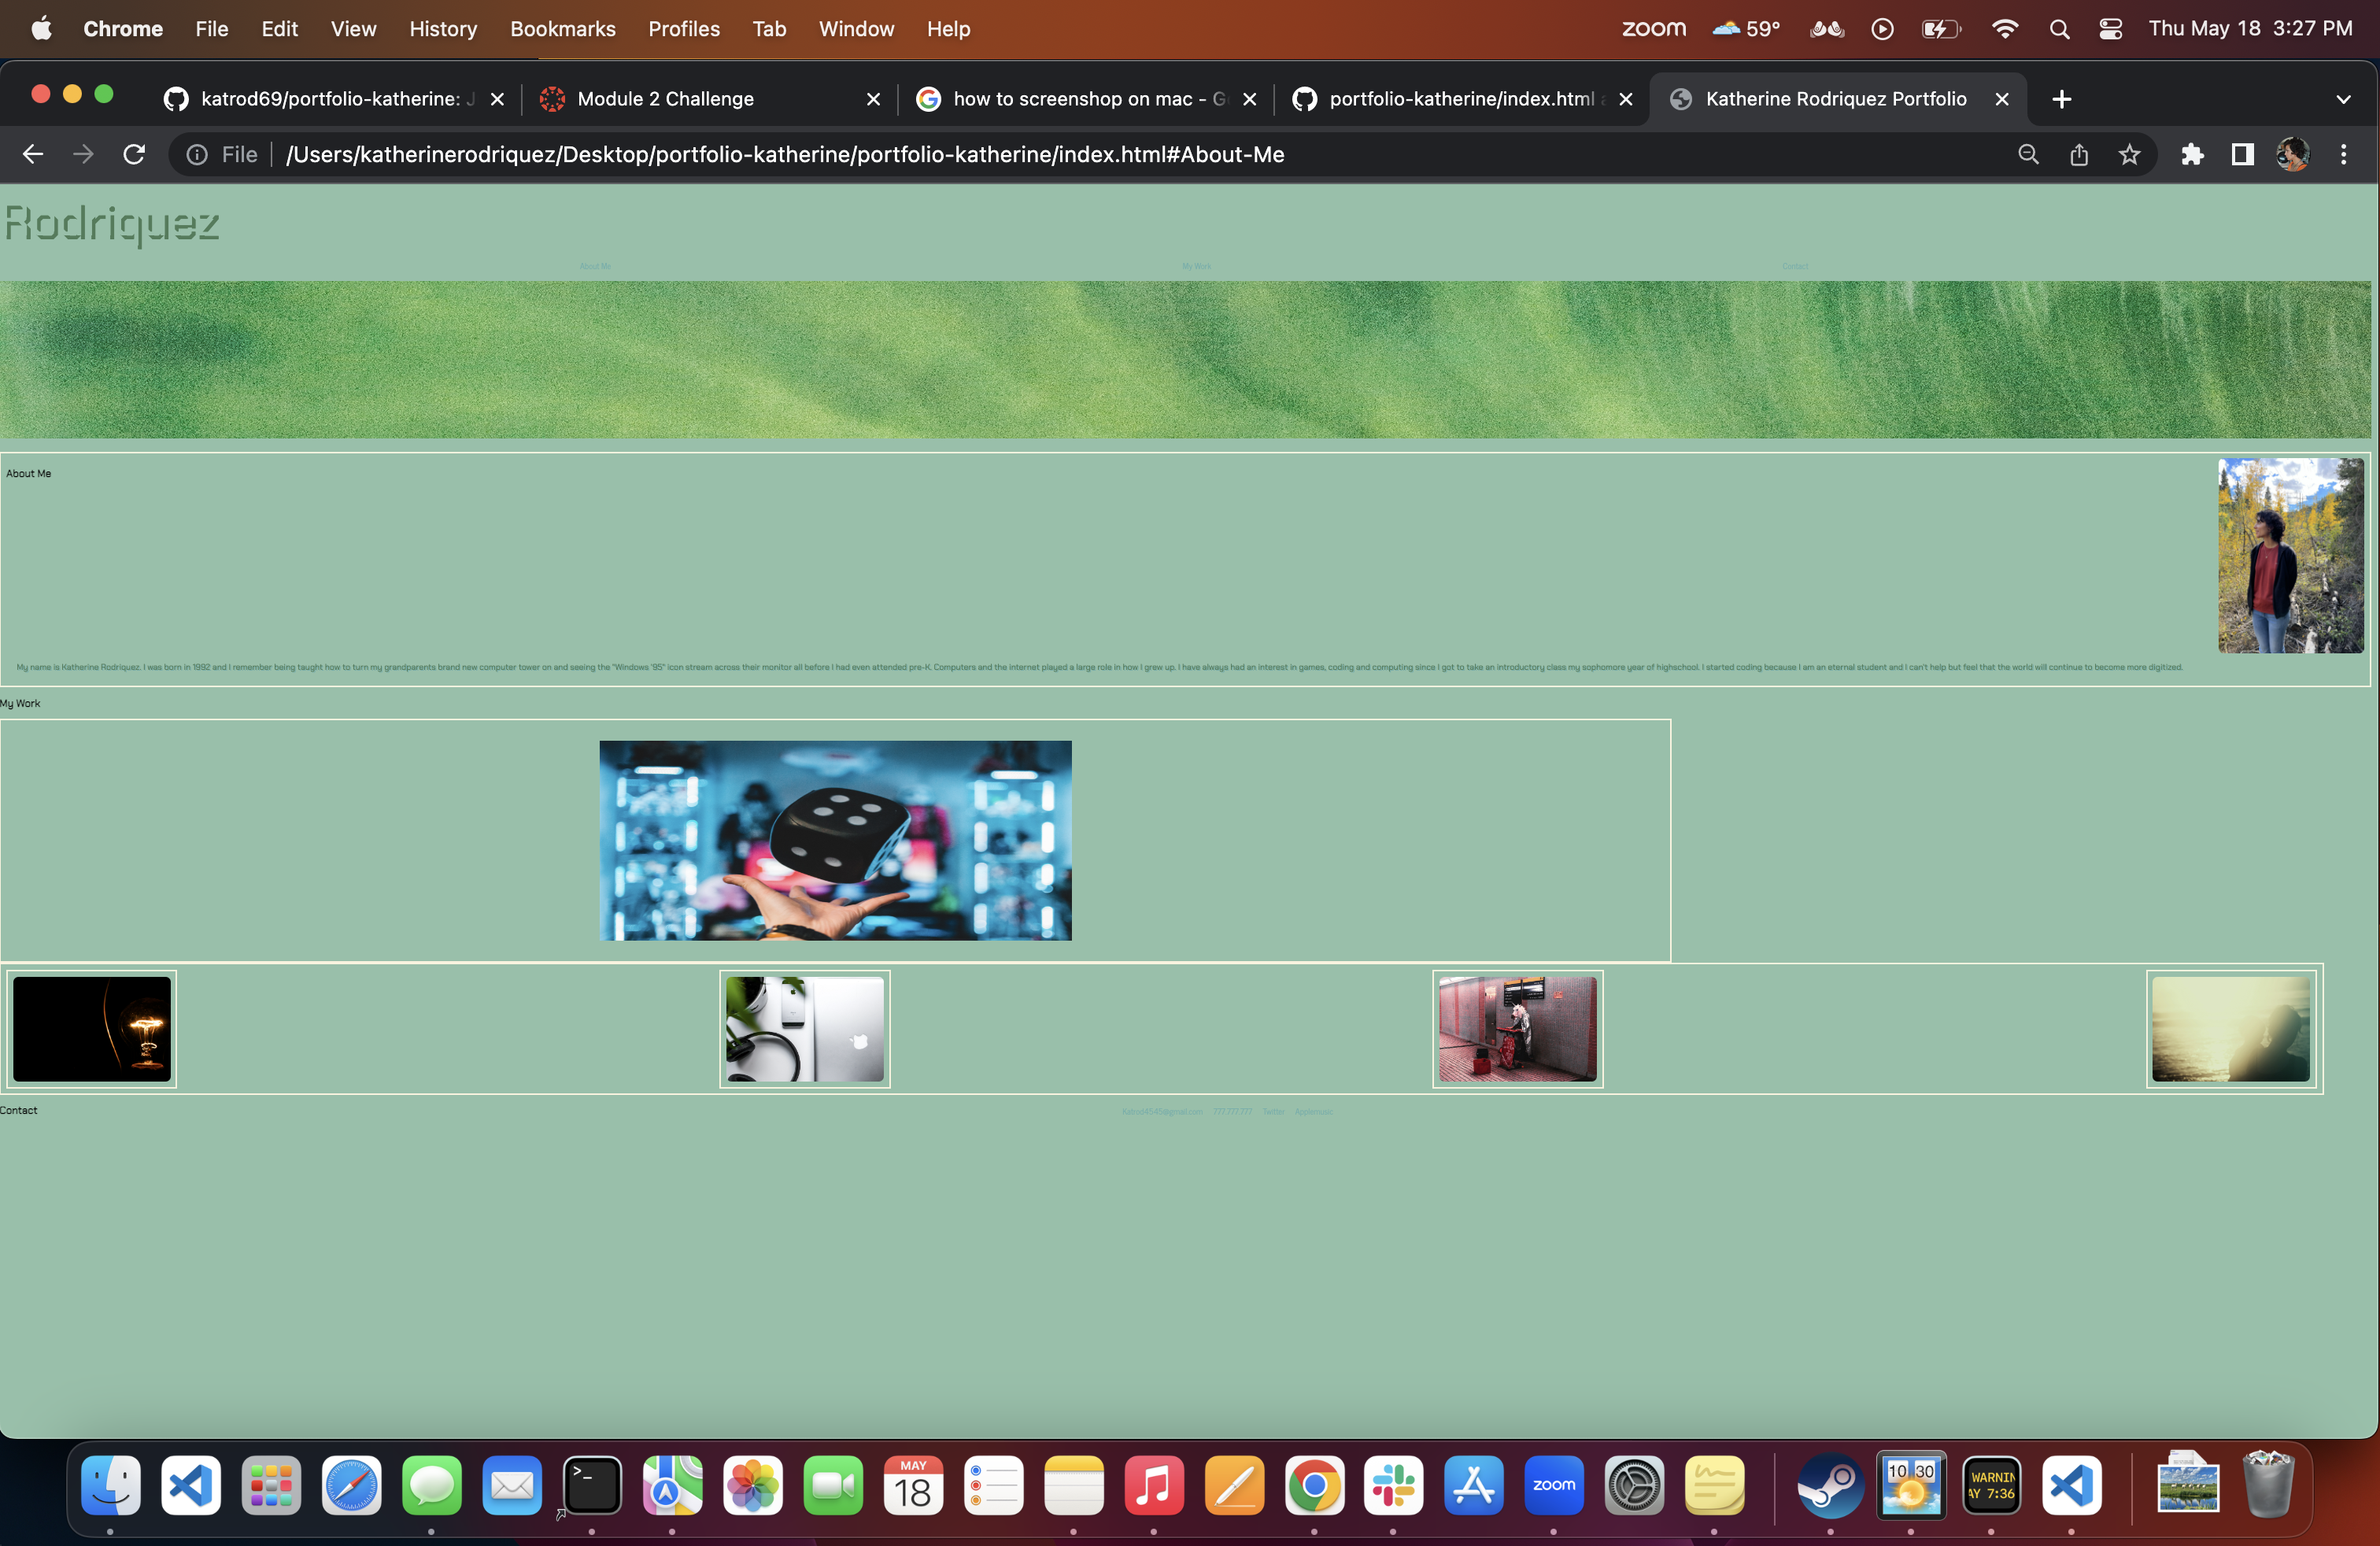 Chrome File Edit View History Bookmarks Profiles Tab Window Help zoom 59° Thu May 18 3:27 PM
katrod69/portfolio-katherine: Module 2 Challenge how to screenshop on mac - G portfolio-katherine/index.html Katherine Rodriquez Portfolio
File /Users/katherinerodriquez/Desktop/portfolio-katherine/portfolio-katherine/index.html#About-Me
Rodriquez
About Me My Work Contact
About Me
My name is Katherine Rodriquez. I was born in 1992 and I remember being taught how to turn my grandparents brand new computer tower on and seeing the "Windows '95" icon stream across their monitor all before I had even attended pre-K. Computers and the internet played a large role in how I grew up. I have always had an interest in games, coding and computing since I got to take an introductory class my sophomore year of highschool. I started coding because I am an eternal student and I can't help but feel that the world will continue to become more digitized.
My Work
Contact 777.777.777 Twitter
MAY
18
zoom
10 30
WARNIN
AY 7:36